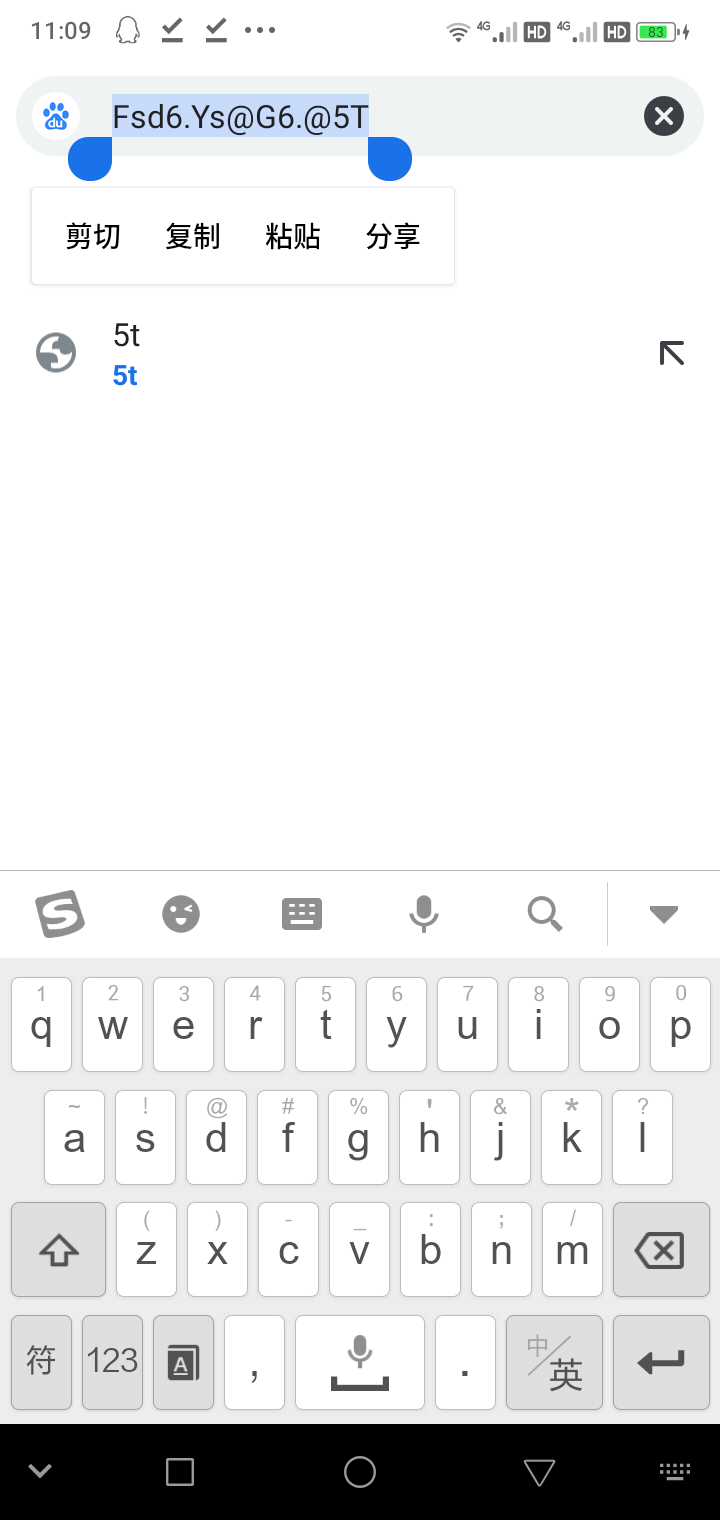 11:09 4G HD 4G HD 83
du Fsd6.Ys@G6.@5T
剪切 复制 粘贴 分享
5t
5t
S
1 2 3 4 5 6 7 8 9 0
q w e r t y u i o p
~ ! @ # % ' & * ?
a s d f g h j k l
( ) - _ : ; /
z x c v b n m
符 123 A , . 中/英